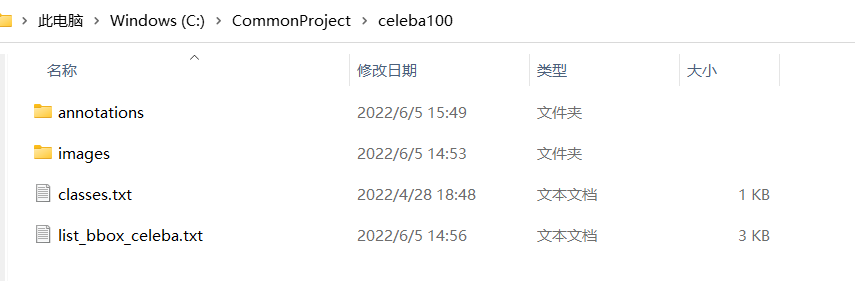 此电脑 > Windows (C:) > CommonProject > celeba100
名称 修改日期 类型 大小
annotations 2022/6/5 15:49 文件夹
images 2022/6/5 14:53 文件夹
classes.txt 2022/4/28 18:48 文本文档 1 KB
list_bbox_celeba.txt 2022/6/5 14:56 文本文档 3 KB